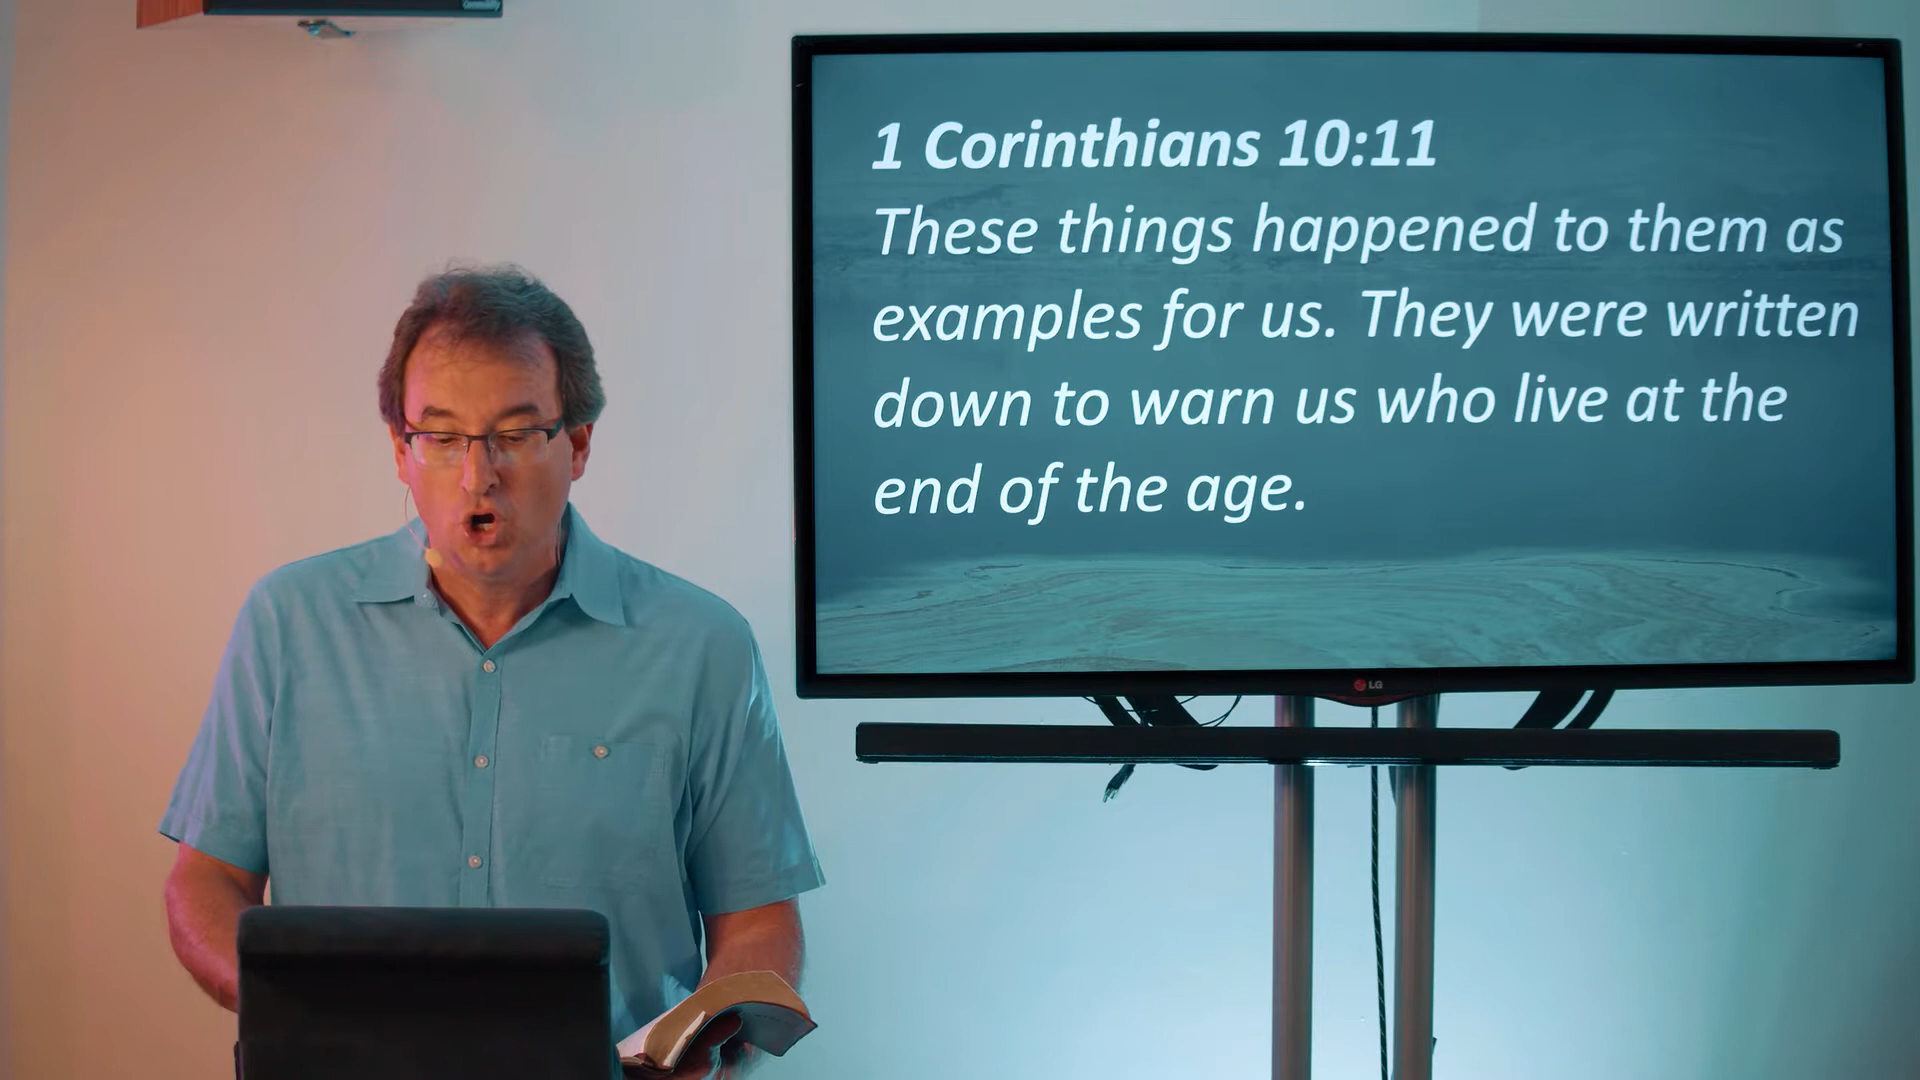 1 Corinthians 10:11
These things happened to them as
examples for us. They were written
down to warn us who live at the
end of the age.
LG